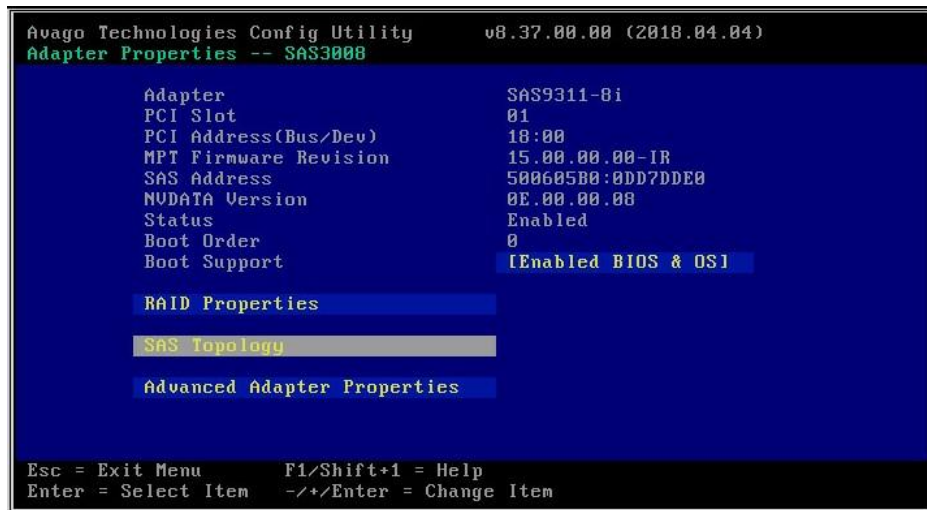 Avago Technologies Config Utility v8.37.00.00 (2018.04.04)
Adapter Properties -- SAS3008
Adapter SAS9311-8i
PCI Slot 01
PCI Address(Bus/Dev) 18:00
MPT Firmware Revision 15.00.00.00-IR
SAS Address 500605B0:0DD7DDE0
NVDATA Version 0E.00.00.08
Status Enabled
Boot Order 0
Boot Support [Enabled BIOS & OS]
RAID Properties
SAS Topology
Advanced Adapter Properties
Esc = Exit Menu F1/Shift+1 = Help
Enter = Select Item -/+/Enter = Change Item